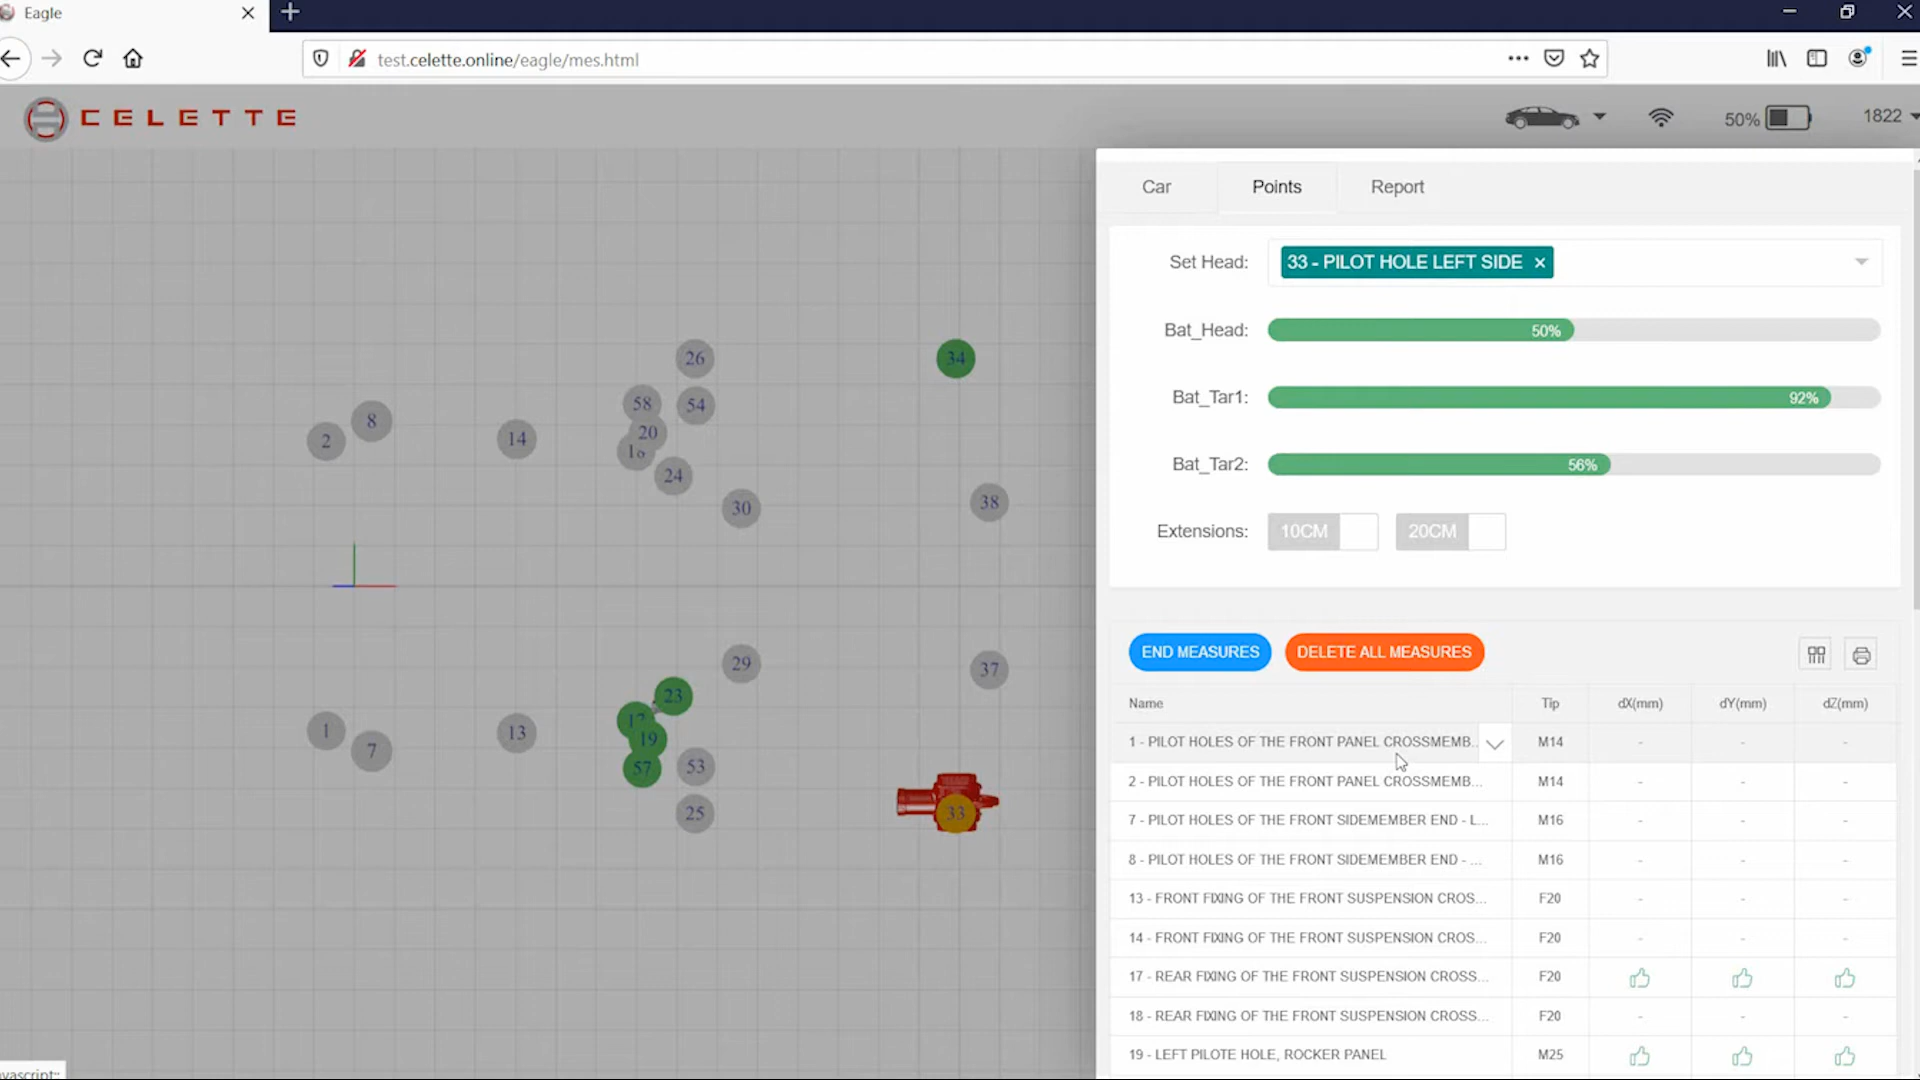 Eagle
test.celette.online/eagle/mes.html
CELETTE
50%
1822
Car
Points
Report
Set Head:
33 - PILOT HOLE LEFT SIDE ×
Bat_Head:
50%
Bat_Tar1:
92%
Bat_Tar2:
56%
Extensions:
10CM
20CM
END MEASURES
DELETE ALL MEASURES
Name Tip dX(mm) dY(mm) dZ(mm)
1 - PILOT HOLES OF THE FRONT PANEL CROSSMEMB... M14 - - -
2 - PILOT HOLES OF THE FRONT PANEL CROSSMEMB... M14 - - -
7 - PILOT HOLES OF THE FRONT SIDEMEMBER END - L... M16 - - -
8 - PILOT HOLES OF THE FRONT SIDEMEMBER END - ... M16 - - -
13 - FRONT FIXING OF THE FRONT SUSPENSION CROS... F20 - - -
14 - FRONT FIXING OF THE FRONT SUSPENSION CROS... F20 - - -
17 - REAR FIXING OF THE FRONT SUSPENSION CROSS... F20
18 - REAR FIXING OF THE FRONT SUSPENSION CROSS... F20 - - -
19 - LEFT PILOTE HOLE, ROCKER PANEL M25
26
34
58
54
8
2
14
20
18
24
30
38
29
37
23
17
1
13
19
7
57
53
25
33
avascript: